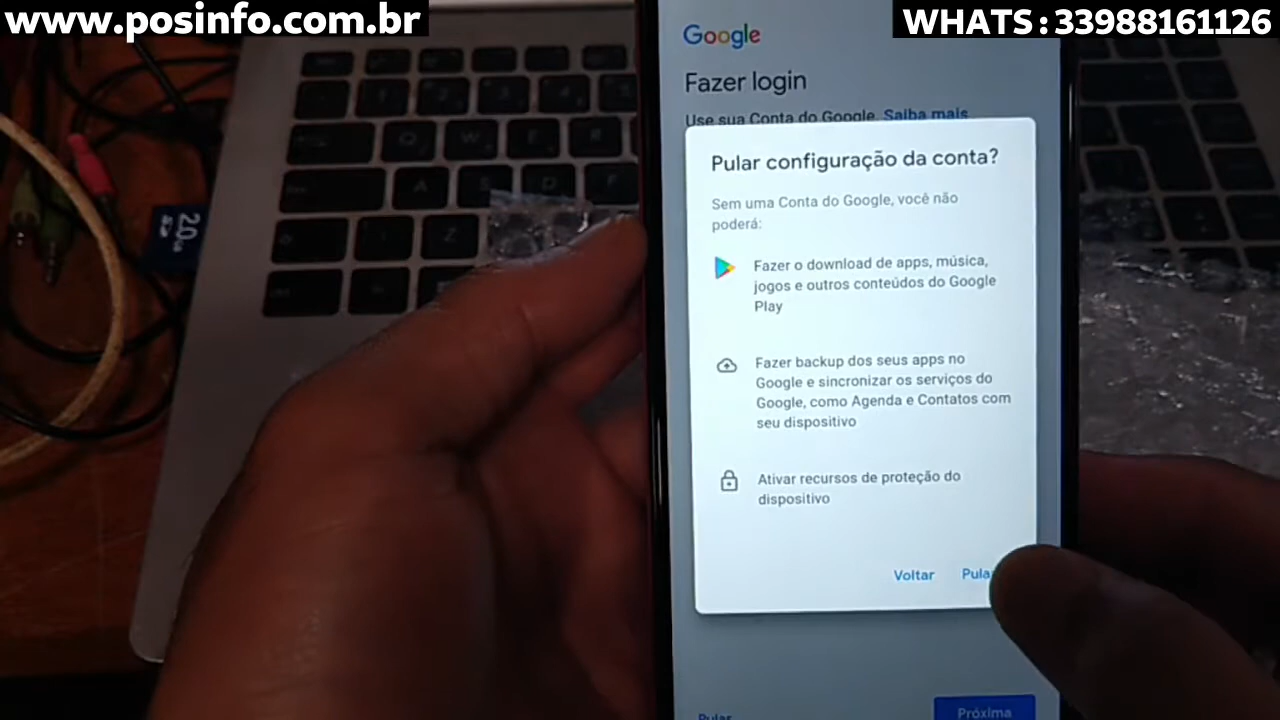 www.posinfo.com.br
WHATS:33988161126
Google
Fazer login
Use sua Conta do Google. Saiba mais
Pular configuração da conta?
Sem uma Conta do Google, você não
poderá:
Fazer o download de apps, música,
jogos e outros conteúdos do Google
Play
Fazer backup dos seus apps no
Google e sincronizar os serviços do
Google, como Agenda e Contatos com
seu dispositivo
Ativar recursos de proteção do
dispositivo
Voltar
Pular
Próxima
2.0
Q W E R
A S D F
Z